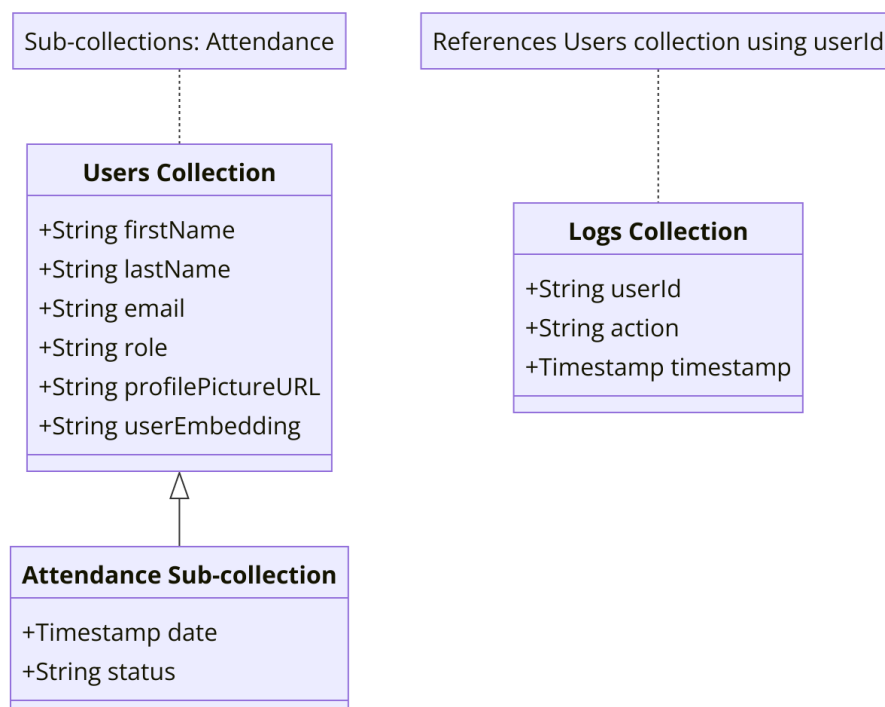 Sub-collections: Attendance
References Users collection using userId
Users Collection
+String firstName
+String lastName
+String email
+String role
+String profilePictureURL
+String userEmbedding
Logs Collection
+String userId
+String action
+Timestamp timestamp
Attendance Sub-collection
+Timestamp date
+String status